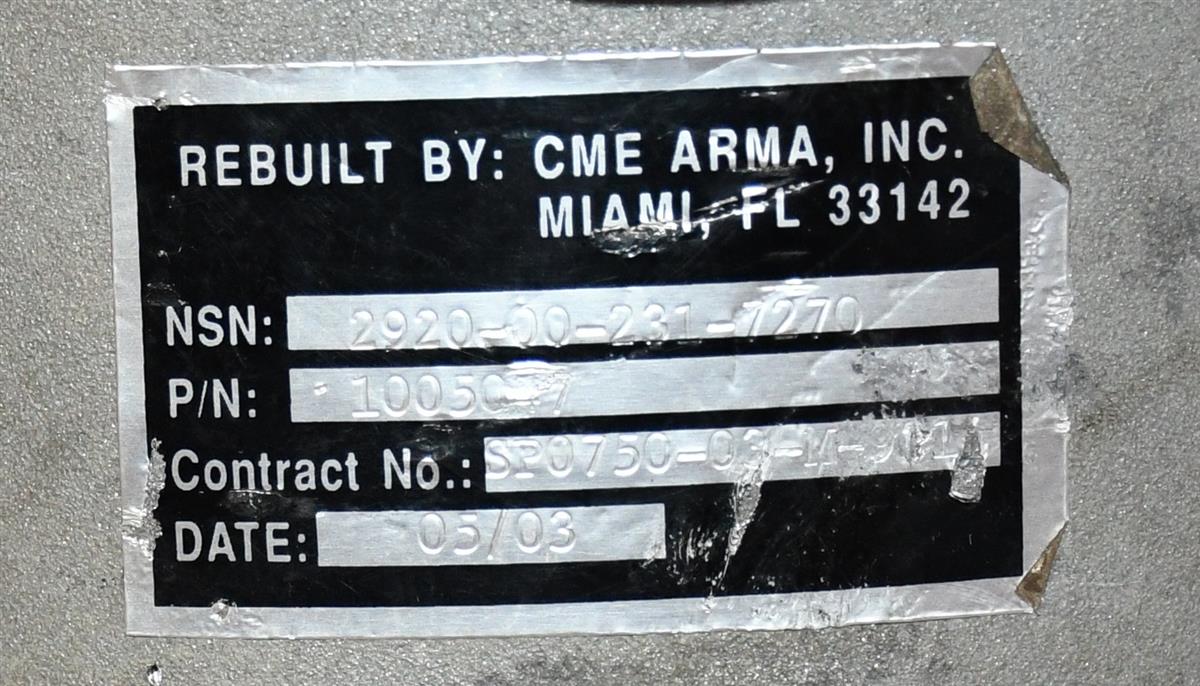 REBUILT BY: CME ARMA, INC.
MIAMI, FL 33142
NSN: 2920-00-231-7270
P/N:
Contract No.:
DATE: 05/03